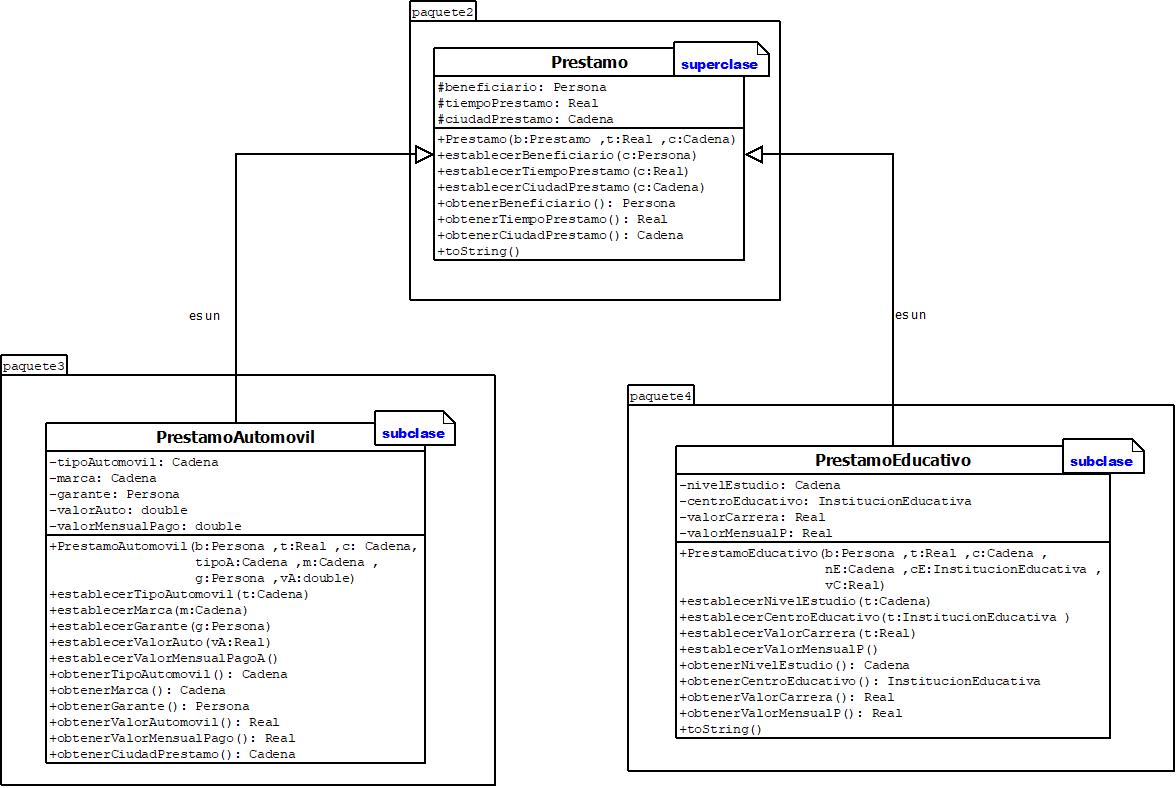 paquete2
Prestamo
superclase
#beneficiario: Persona
#tiempoPrestamo: Real
#ciudadPrestamo: Cadena
+Prestamo(b:Prestamo ,t:Real ,c:Cadena)
+establecerBeneficiario(c:Persona)
+establecerTiempoPrestamo(c:Real)
+establecerCiudadPrestamo(c:Cadena)
+obtenerBeneficiario(): Persona
+obtenerTiempoPrestamo(): Real
+obtenerCiudadPrestamo(): Cadena
+toString()
es un
es un
paquete3
PrestamoAutomovil
subclase
-tipoAutomovil: Cadena
-marca: Cadena
-garante: Persona
-valorAuto: double
-valorMensualPago: double
+PrestamoAutomovil(b:Persona ,t:Real ,c: Cadena,
tipoA:Cadena ,m:Cadena ,
g:Persona ,vA:double)
+establecerTipoAutomovil(t:Cadena)
+establecerMarca(m:Cadena)
+establecerGarante(g:Persona)
+establecerValorAuto(vA:Real)
+establecerValorMensualPagoA()
+obtenerTipoAutomovil(): Cadena
+obtenerMarca(): Cadena
+obtenerGarante(): Persona
+obtenerValorAutomovil(): Real
+obtenerValorMensualPago(): Real
+obtenerCiudadPrestamo(): Cadena
paquete4
PrestamoEducativo
subclase
-nivelEstudio: Cadena
-centroEducativo: InstitucionEducativa
-valorCarrera: Real
-valorMensualP: Real
+PrestamoEducativo(b:Persona ,t:Real ,c:Cadena ,
nE:Cadena ,cE:InstitucionEducativa ,
vC:Real)
+establecerNivelEstudio(t:Cadena)
+establecerCentroEducativo(t:InstitucionEducativa )
+establecerValorCarrera(t:Real)
+establecerValorMensualP()
+obtenerNivelEstudio(): Cadena
+obtenerCentroEducativo(): InstitucionEducativa
+obtenerValorCarrera(): Real
+obtenerValorMensualP(): Real
+toString()